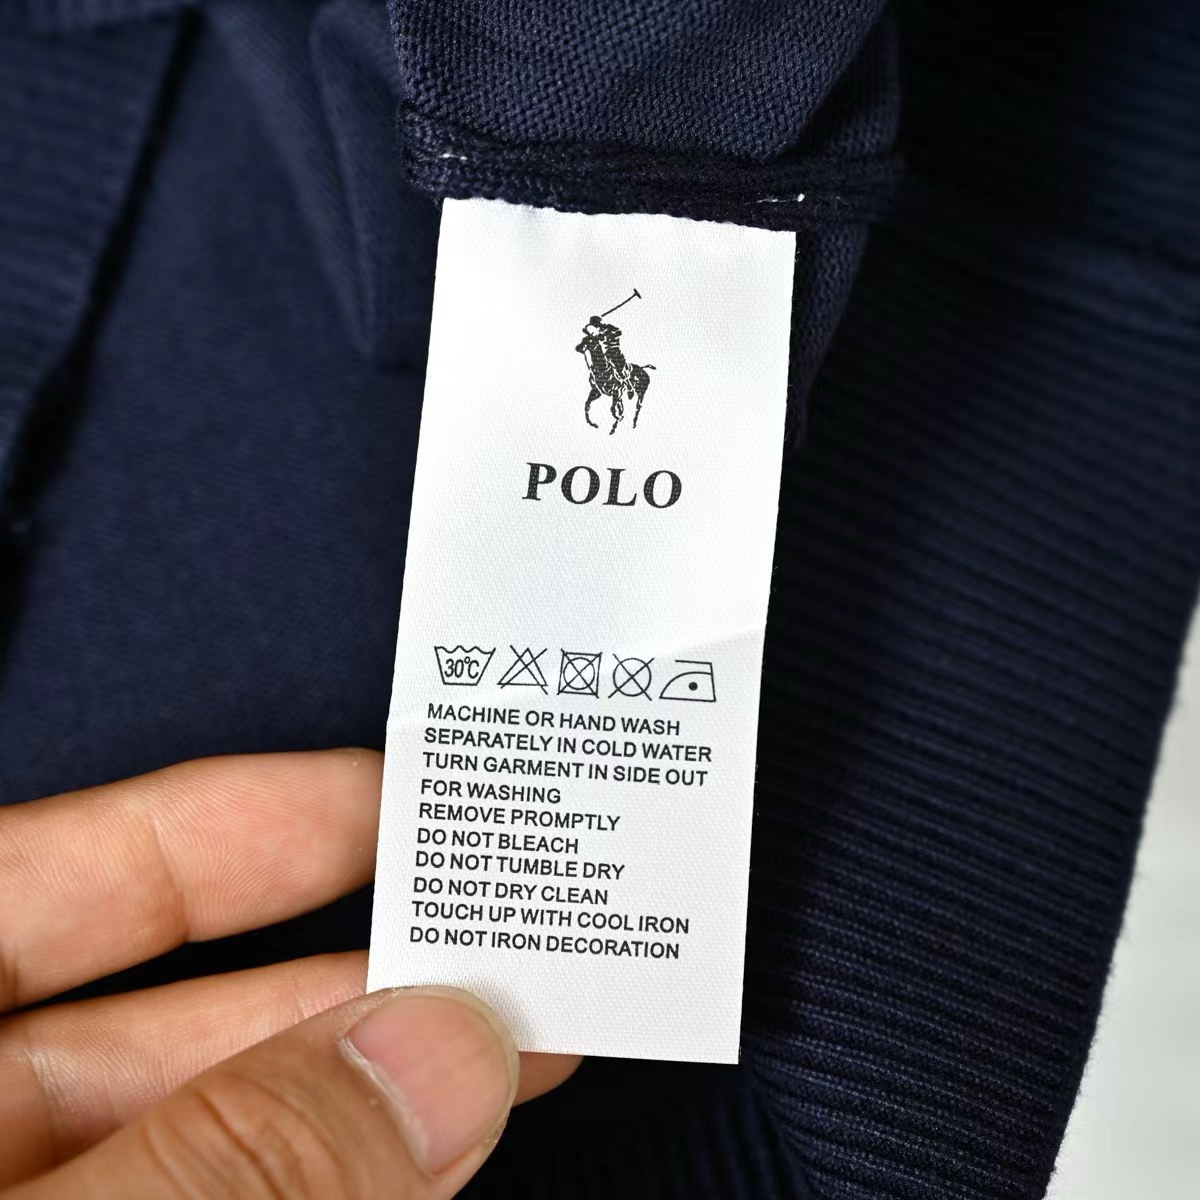 POLO
30°C
MACHINE OR HAND WASH
SEPARATELY IN COLD WATER
TURN GARMENT IN SIDE OUT
FOR WASHING
REMOVE PROMPTLY
DO NOT BLEACH
DO NOT TUMBLE DRY
DO NOT DRY CLEAN
TOUCH UP WITH COOL IRON
DO NOT IRON DECORATION